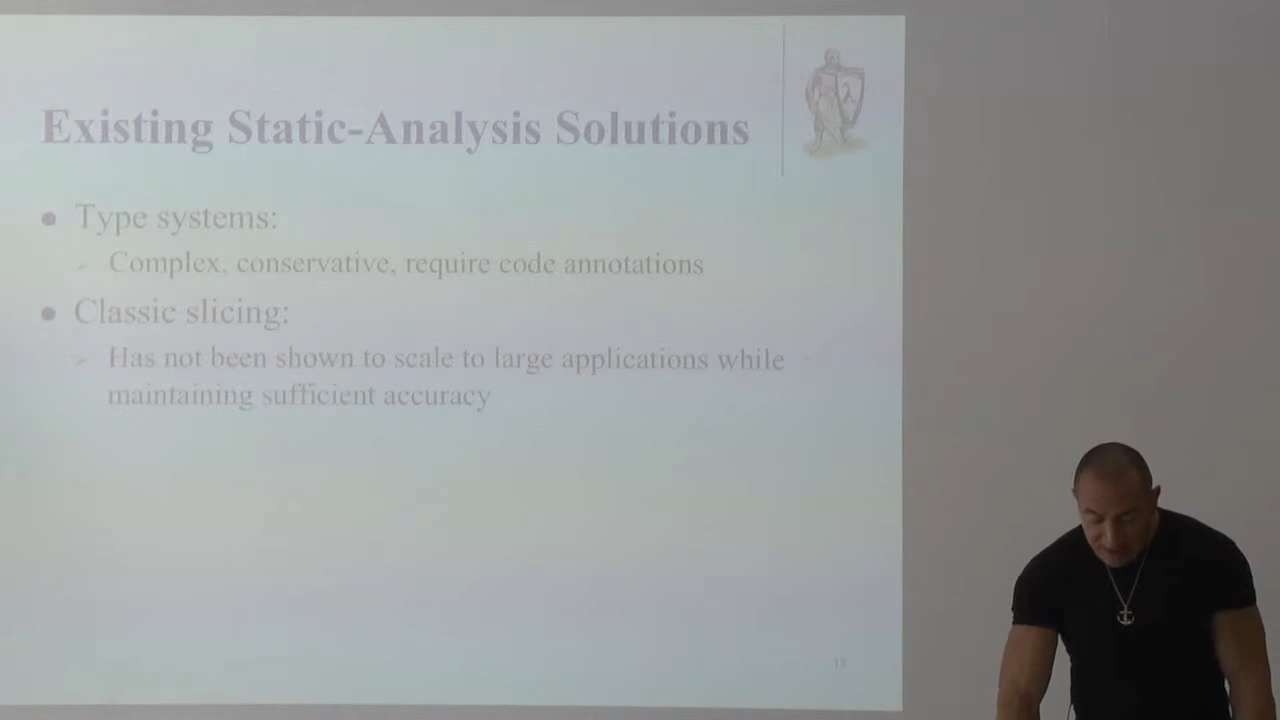 Existing Static-Analysis Solutions
Type systems:
Complex, conservative, require code annotations
Classic slicing:
Has not been shown to scale to large applications while
maintaining sufficient accuracy